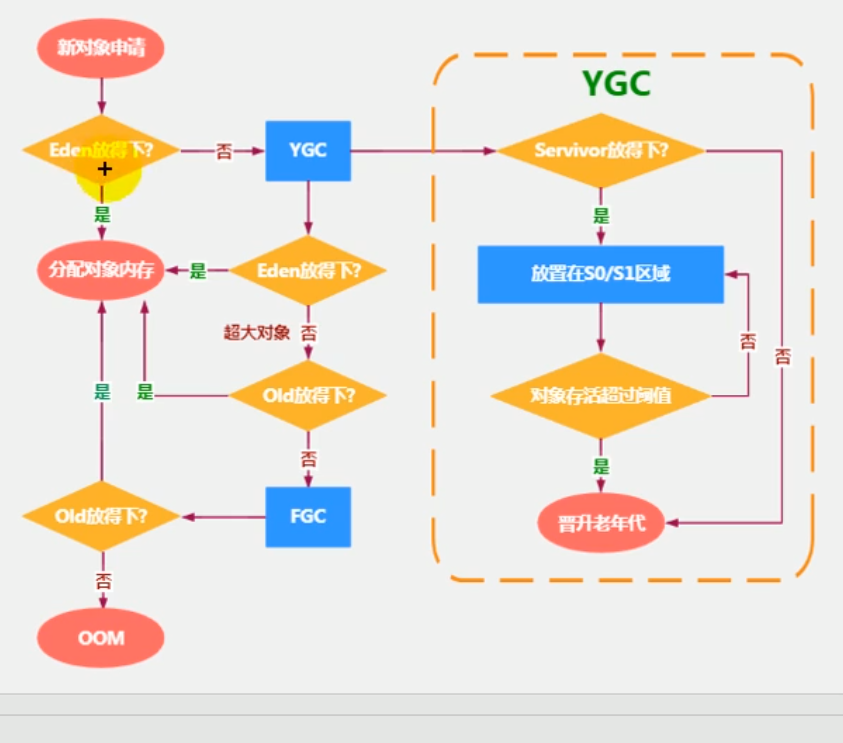 新对象申请
YGC
Eden放得下?
否
YGC
Servivor放得下?
是
是
分配对象内存
是
Eden放得下?
放置在S0/S1区域
超大对象
否
否
否
是
是
Old放得下?
对象存活超过阈值
否
是
Old放得下?
FGC
晋升老年代
否
OOM